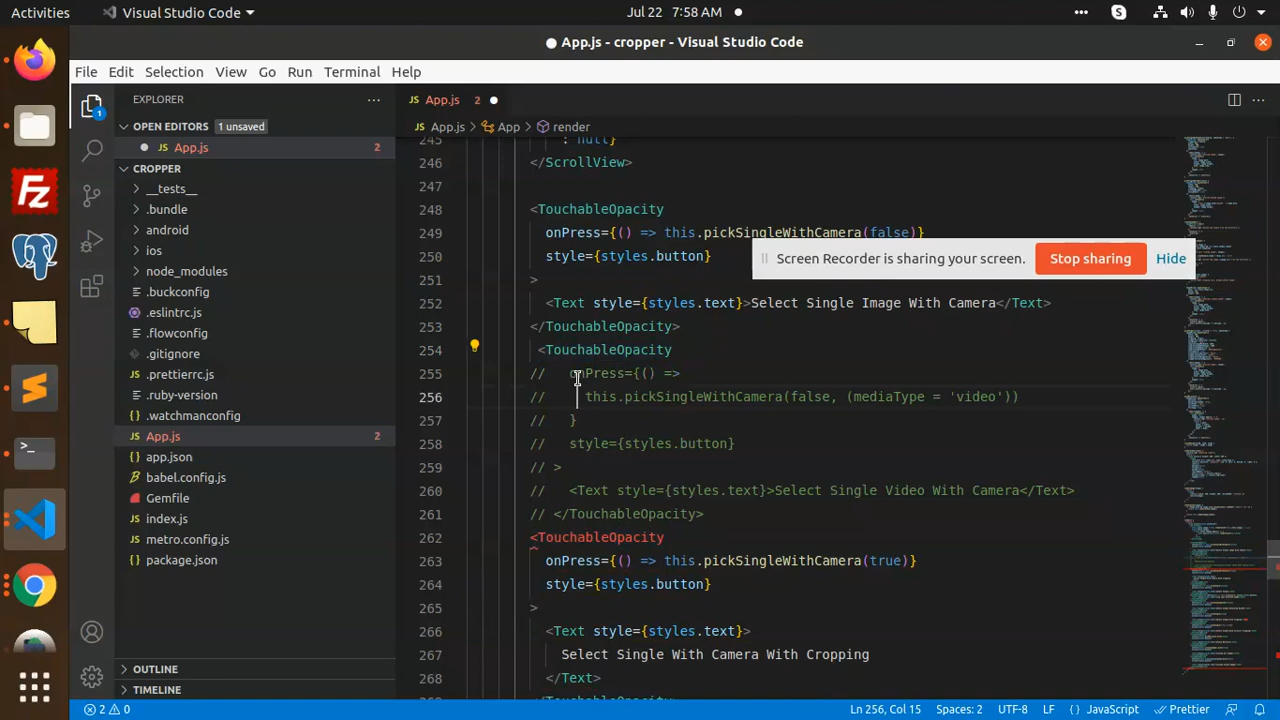 Activities
Visual Studio Code
Jul 22 7:58 AM
● App.js - cropper - Visual Studio Code
File Edit Selection View Go Run Terminal Help
EXPLORER
JS App.js 2
OPEN EDITORS 1 unsaved
JS App.js > App > render
JS App.js 2
CROPPER
__tests__
.bundle
android
ios
node_modules
.buckconfig
.eslintrc.js
.flowconfig
.gitignore
.prettierrc.js
.ruby-version
.watchmanconfig
JS App.js 2
app.json
babel.config.js
Gemfile
JS index.js
metro.config.js
package.json
OUTLINE
TIMELINE
245 : null}
246 </ScrollView>
247
248 <TouchableOpacity
249 onPress={() => this.pickSingleWithCamera(false)}
250 style={styles.button}
Screen Recorder is sharing your screen. Stop sharing Hide
>
252 <Text style={styles.text}>Select Single Image With Camera</Text>
253 </TouchableOpacity>
254 <TouchableOpacity
255 // onPress={() =>
256 // this.pickSingleWithCamera(false, (mediaType = 'video'))
257 // }
258 // style={styles.button}
259 // >
260 // <Text style={styles.text}>Select Single Video With Camera</Text>
261 // </TouchableOpacity>
262 <TouchableOpacity
263 onPress={() => this.pickSingleWithCamera(true)}
264 style={styles.button}
265 >
266 <Text style={styles.text}>
267 Select Single With Camera With Cropping
268 </Text>
</TouchableOpacity>
2 0
Ln 256, Col 15 Spaces: 2 UTF-8 LF { } JavaScript Prettier